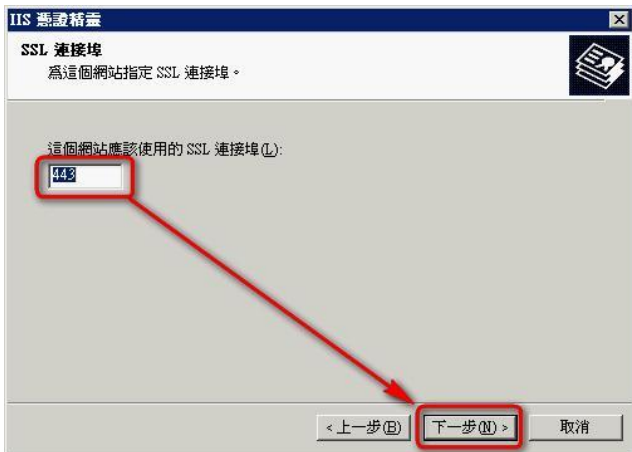 IIS 憑證精靈
SSL 連接埠
為這個網站指定 SSL 連接埠。
這個網站應該使用的 SSL 連接埠(L):
443
<上一步(B)
下一步(N)>
取消